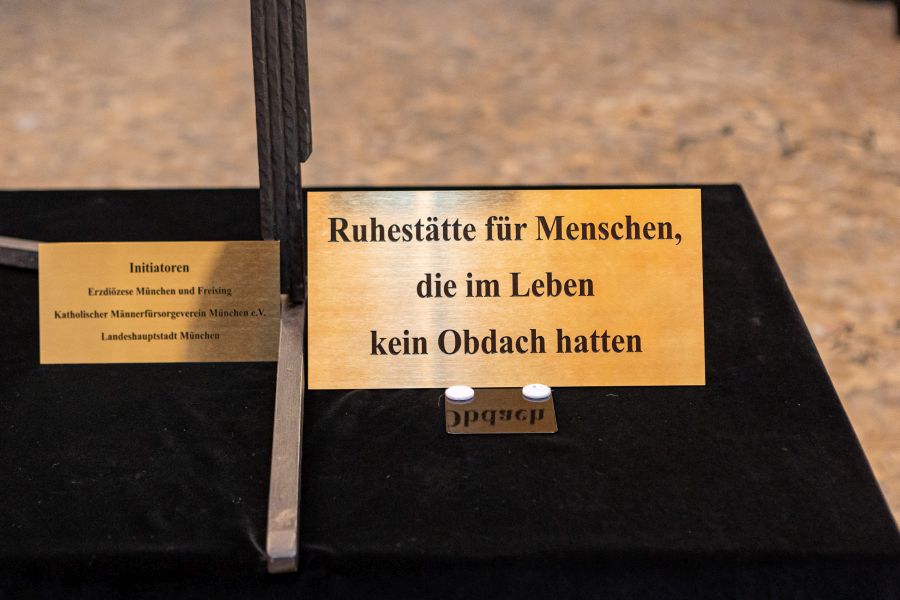 Initiatoren
Erzdiözese München und Freising
Katholischer Männerfürsorgeverein München e.V.
Landeshauptstadt München
Ruhestätte für Menschen,
die im Leben
kein Obdach hatten
Obdach